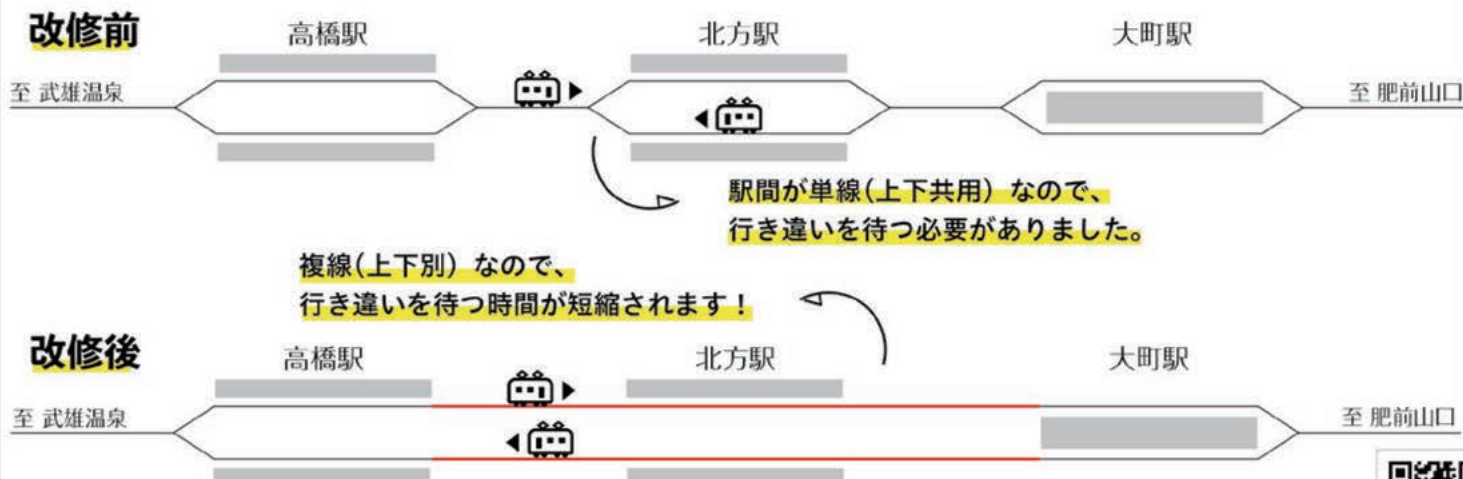 改修前
高橋駅
北方駅
大町駅
至 武雄温泉
至 肥前山口
駅間が単線(上下共用)なので、
行き違いを待つ必要がありました。
複線(上下別)なので、
行き違いを待つ時間が短縮されます!
改修後
高橋駅
北方駅
大町駅
至 武雄温泉
至 肥前山口